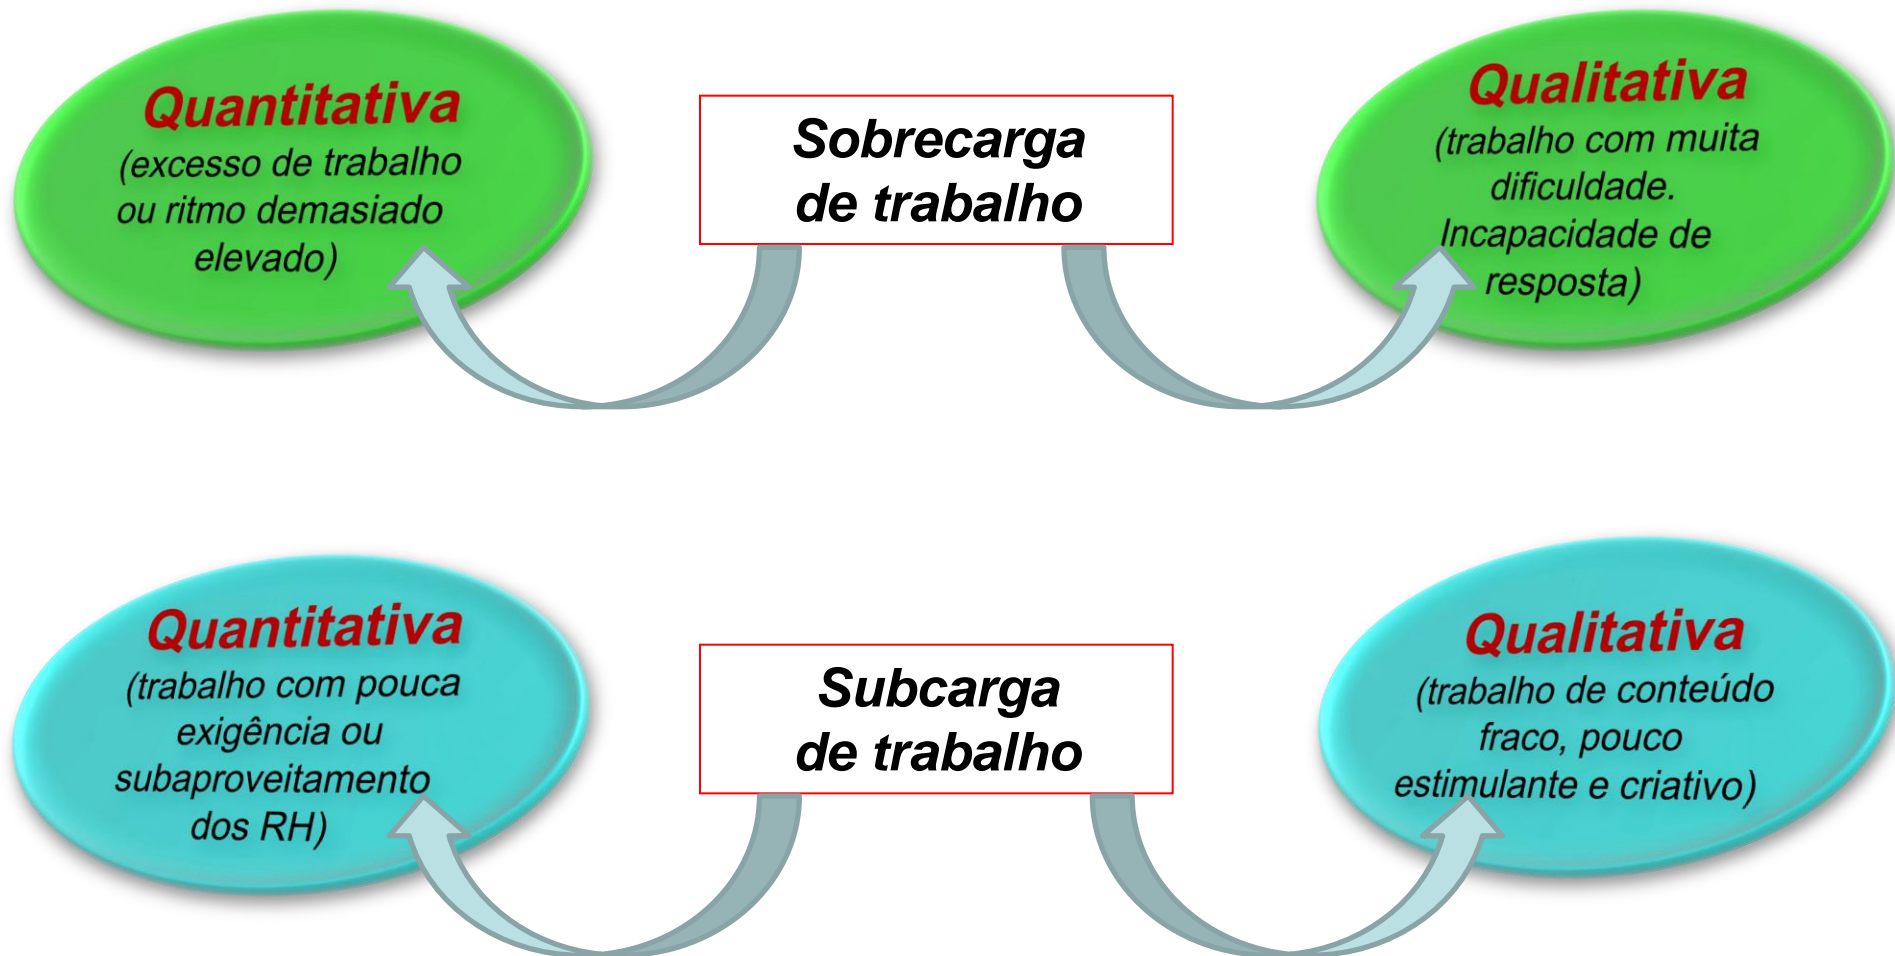 Quantitativa
(excesso de trabalho
ou ritmo demasiado
elevado)
Sobrecarga
de trabalho
Qualitativa
(trabalho com muita
dificuldade.
Incapacidade de
resposta)
Quantitativa
(trabalho com pouca
exigência ou
subaproveitamento
dos RH)
Subcarga
de trabalho
Qualitativa
(trabalho de conteúdo
fraco, pouco
estimulante e criativo)